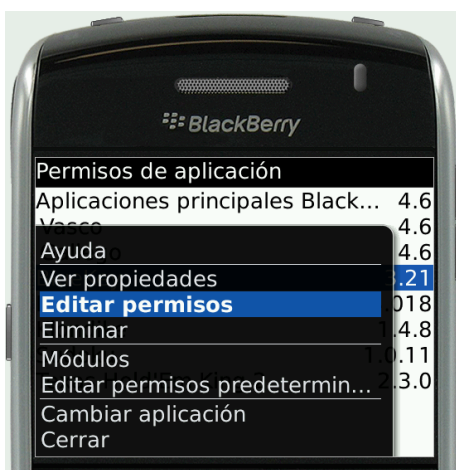 BlackBerry
Permisos de aplicación
Aplicaciones principales Black... 4.6
Vasco 4.6
4.6
Ayuda
Ver propiedades .21
Editar permisos .018
Eliminar 1.4.8
Módulos 1.0.11
Editar permisos predetermin... 2.3.0
Cambiar aplicación
Cerrar